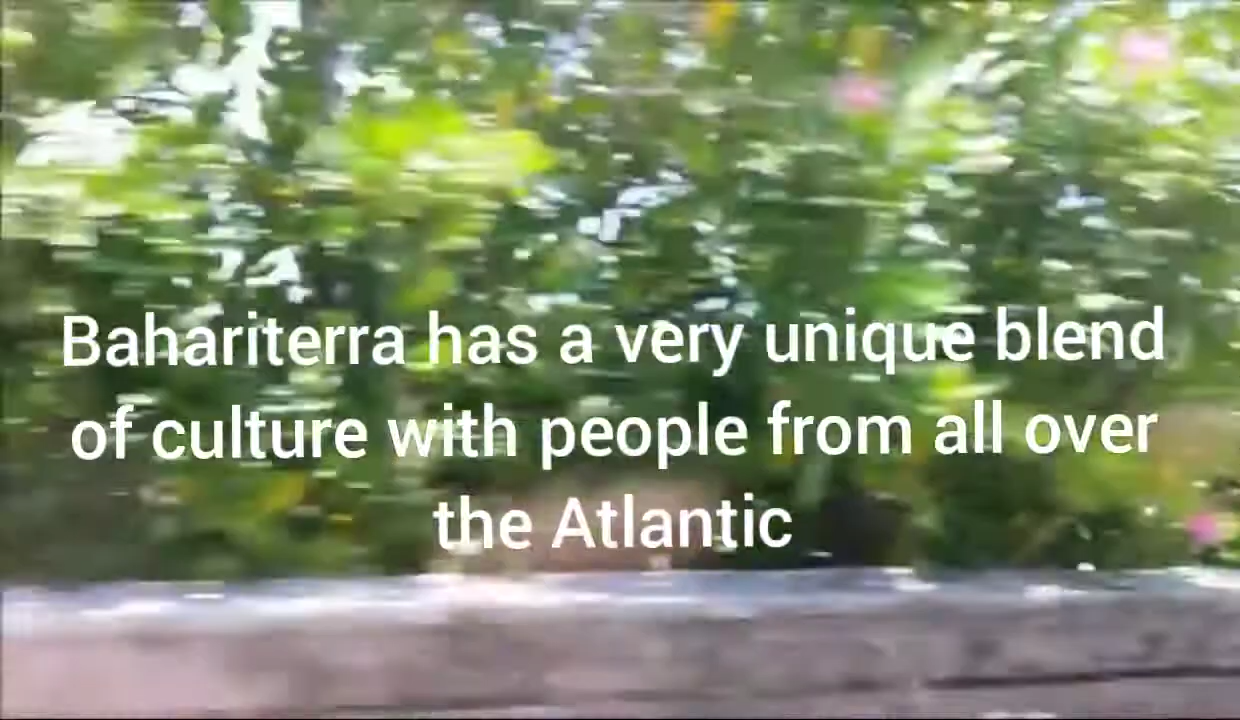 Bahariterra has a very unique blend
of culture with people from all over
the Atlantic